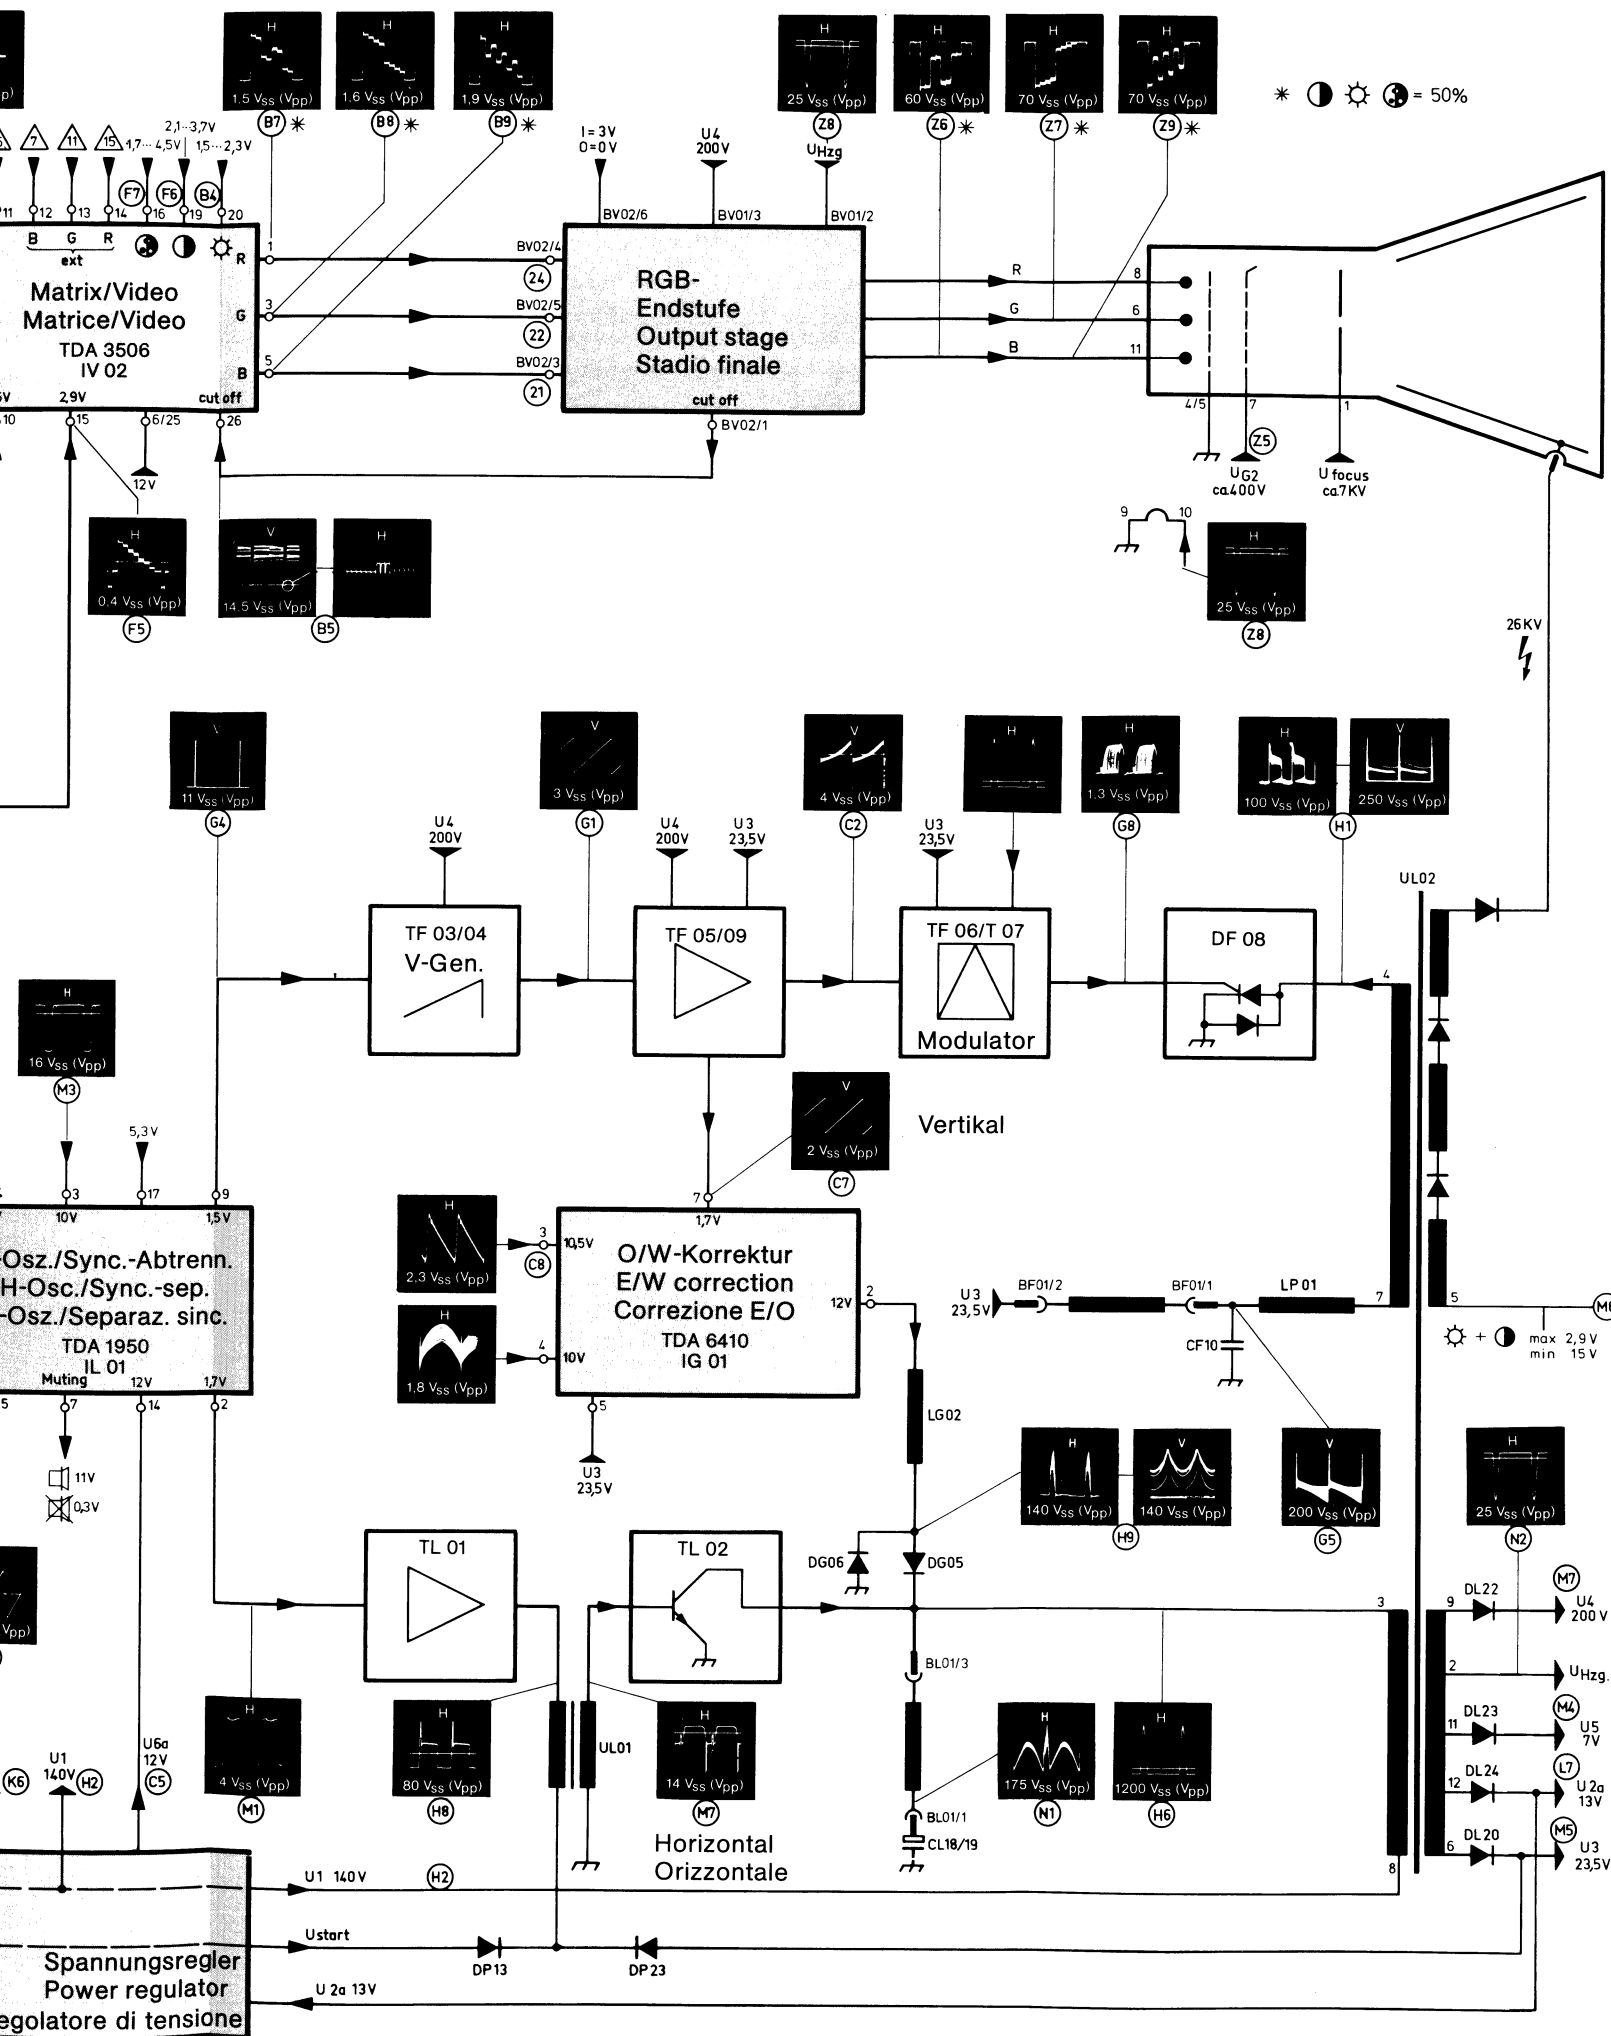 H
1.5 Vss (Vpp)
B7 *
H
1.6 Vss (Vpp)
B8 *
H
1,9 Vss (Vpp)
B9 *
H
25 Vss (Vpp)
Z8
H
60 Vss (Vpp)
Z6 *
H
70 Vss (Vpp)
Z7 *
H
70 Vss (Vpp)
Z9 *
* = 50%
7 11 15
1,7...4,5V
2,1...3,7V
1,5...2,3V
F7 F6 B4
11 12 13 14 16 19 20
I = 3V
0=0V
U4
200V
UHzg
BV02/6 BV01/3 BV01/2
B G R
ext
R
1
G
3
B
5
Matrix/Video
Matrice/Video
TDA 3506
IV 02
2,9V
cut off
10 15 6/25 26
12V
BV02/4
24
BV02/5
22
BV02/3
21
RGB-
Endstufe
Output stage
Stadio finale
cut off
BV02/1
R 8
G 6
B 11
4/5 7 1
Z5
UG2
ca.400V
U focus
ca.7KV
9 10
H
25 Vss (Vpp)
Z8
26KV
H
0,4 Vss (Vpp)
F5
V
14.5 Vss (Vpp)
H
B5
V
11 Vss (Vpp)
G4
V
3 Vss (Vpp)
G1
V
4 Vss (Vpp)
C2
H
H
1.3 Vss (Vpp)
G8
H
100 Vss (Vpp)
V
250 Vss (Vpp)
H1
U4
200V
U4
200V
U3
23,5V
U3
23,5V
UL02
TF 03/04
V-Gen.
TF 05/09
TF 06/T 07
Modulator
DF 08
4
H
16 Vss (Vpp)
M3
5,3V
3 17 9
10V 1,5V
V
2 Vss (Vpp)
C7
Vertikal
7
1,7V
-Osz./Sync.-Abtrenn.
H-Osc./Sync.-sep.
-Osz./Separaz. sinc.
TDA 1950
IL 01
Muting 12V 1,7V
5 7 14 2
11V
0,3V
H
2,3 Vss (Vpp)
3
C8
10,5V
H
1,8 Vss (Vpp)
4
10V
O/W-Korrektur
E/W correction
Correzione E/O
TDA 6410
IG 01
12V
2
5
U3
23,5V
U3
23,5V
BF01/2
BF01/1
LP 01
7
CF10
5
max 2,9V
min 15V
LG02
H
140 Vss (Vpp)
V
140 Vss (Vpp)
H9
V
200 Vss (Vpp)
G5
H
25 Vss (Vpp)
N2
Vpp)
TL 01
TL 02
DG06
DG05
3
9
DL22
M7
U4
200V
2
UHzg.
11
DL23
M4
U5
7V
12
DL24
L7
U 2a
13V
6
DL20
M5
U3
23,5V
8
BL01/3
BL01/1
CL18/19
UL01
H
4 Vss (Vpp)
M1
H
80 Vss (Vpp)
H8
H
14 Vss (Vpp)
M7
H
175 Vss (Vpp)
N1
H
1200 Vss (Vpp)
H6
K6
U1
140V
H2
U6a
12V
C5
Horizontal
Orizzontale
U1 140V
H2
Ustart
DP13
DP23
U 2a 13V
Spannungsregler
Power regulator
egolatore di tensione